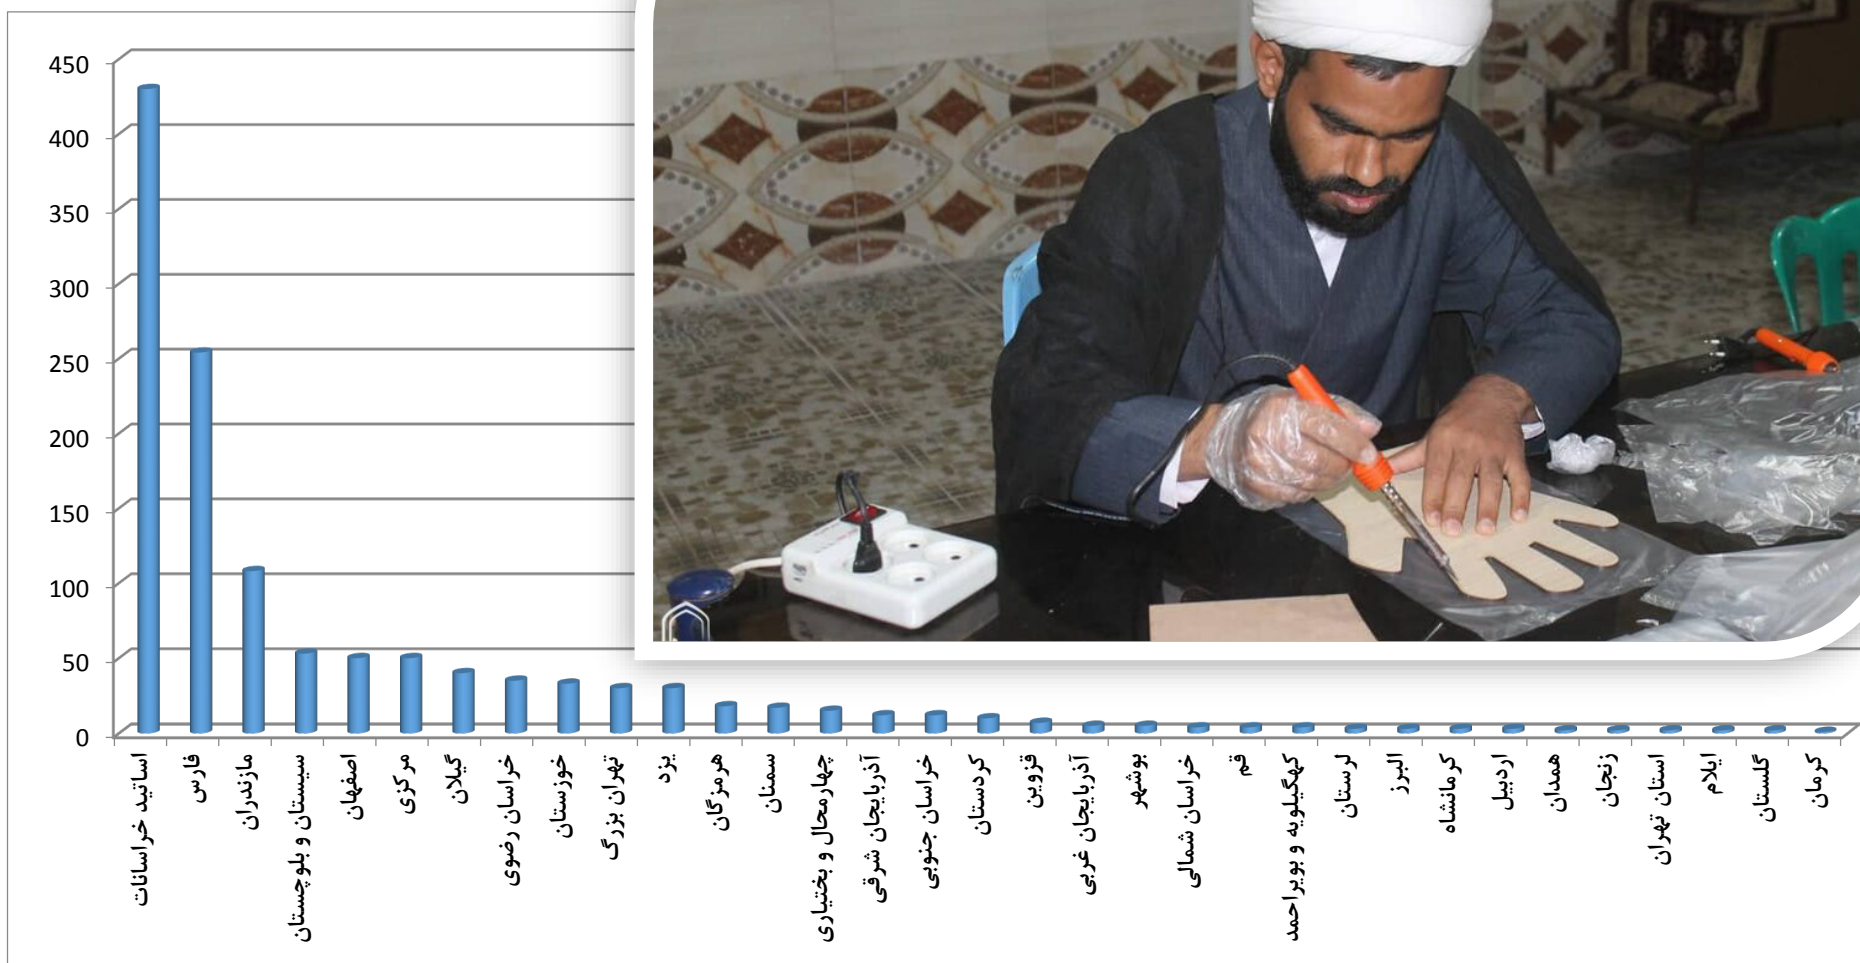 450
400
350
300
250
200
150
100
50
0
اساتید خراسانات
فارس
مازندران
سیستان و بلوچستان
اصفهان
مرکزی
گیلان
خراسان رضوی
خوزستان
تهران بزرگ
یزد
هرمزگان
سمنان
چهارمحال و بختیاری
آذربایجان شرقی
خراسان جنوبی
کردستان
قزوین
آذربایجان غربی
بوشهر
خراسان شمالی
قم
کهگیلویه و بویراحمد
لرستان
البرز
کرمانشاه
اردبیل
همدان
زنجان
استان تهران
ایلام
گلستان
کرمان